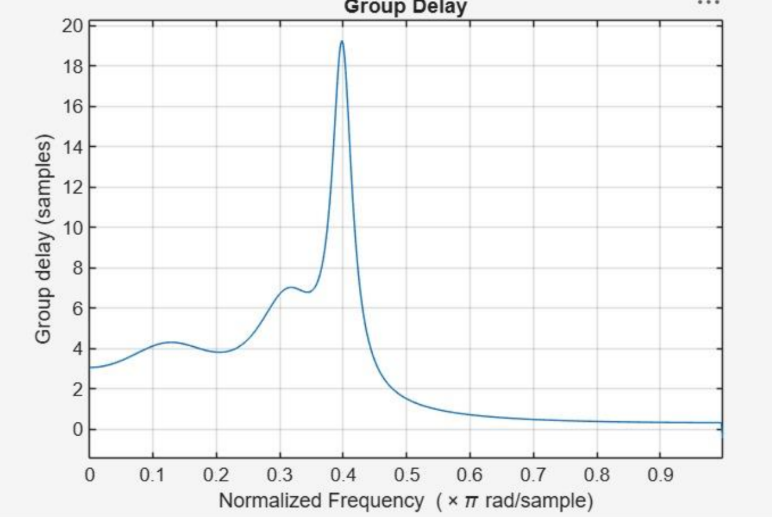 Group Delay
20
18
16
14
12
10
8
6
4
2
0
Group delay (samples)
0 0.1 0.2 0.3 0.4 0.5 0.6 0.7 0.8 0.9
Normalized Frequency ( × π rad/sample)